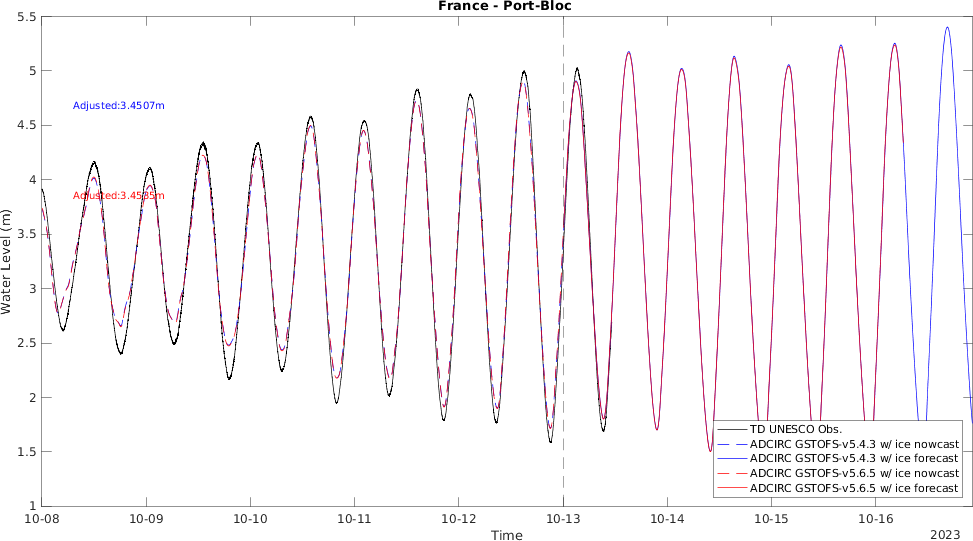 France - Port-Bloc
5.5
5
4.5
4
3.5
3
2.5
2
1.5
1
Water Level (m)
Adjusted:3.4507m
Adjusted:3.4535m
TD UNESCO Obs.
ADCIRC GSTOFS-v5.4.3 w/ ice nowcast
ADCIRC GSTOFS-v5.4.3 w/ ice forecast
ADCIRC GSTOFS-v5.6.5 w/ ice nowcast
ADCIRC GSTOFS-v5.6.5 w/ ice forecast
10-08 10-09 10-10 10-11 10-12 10-13 10-14 10-15 10-16
Time
2023